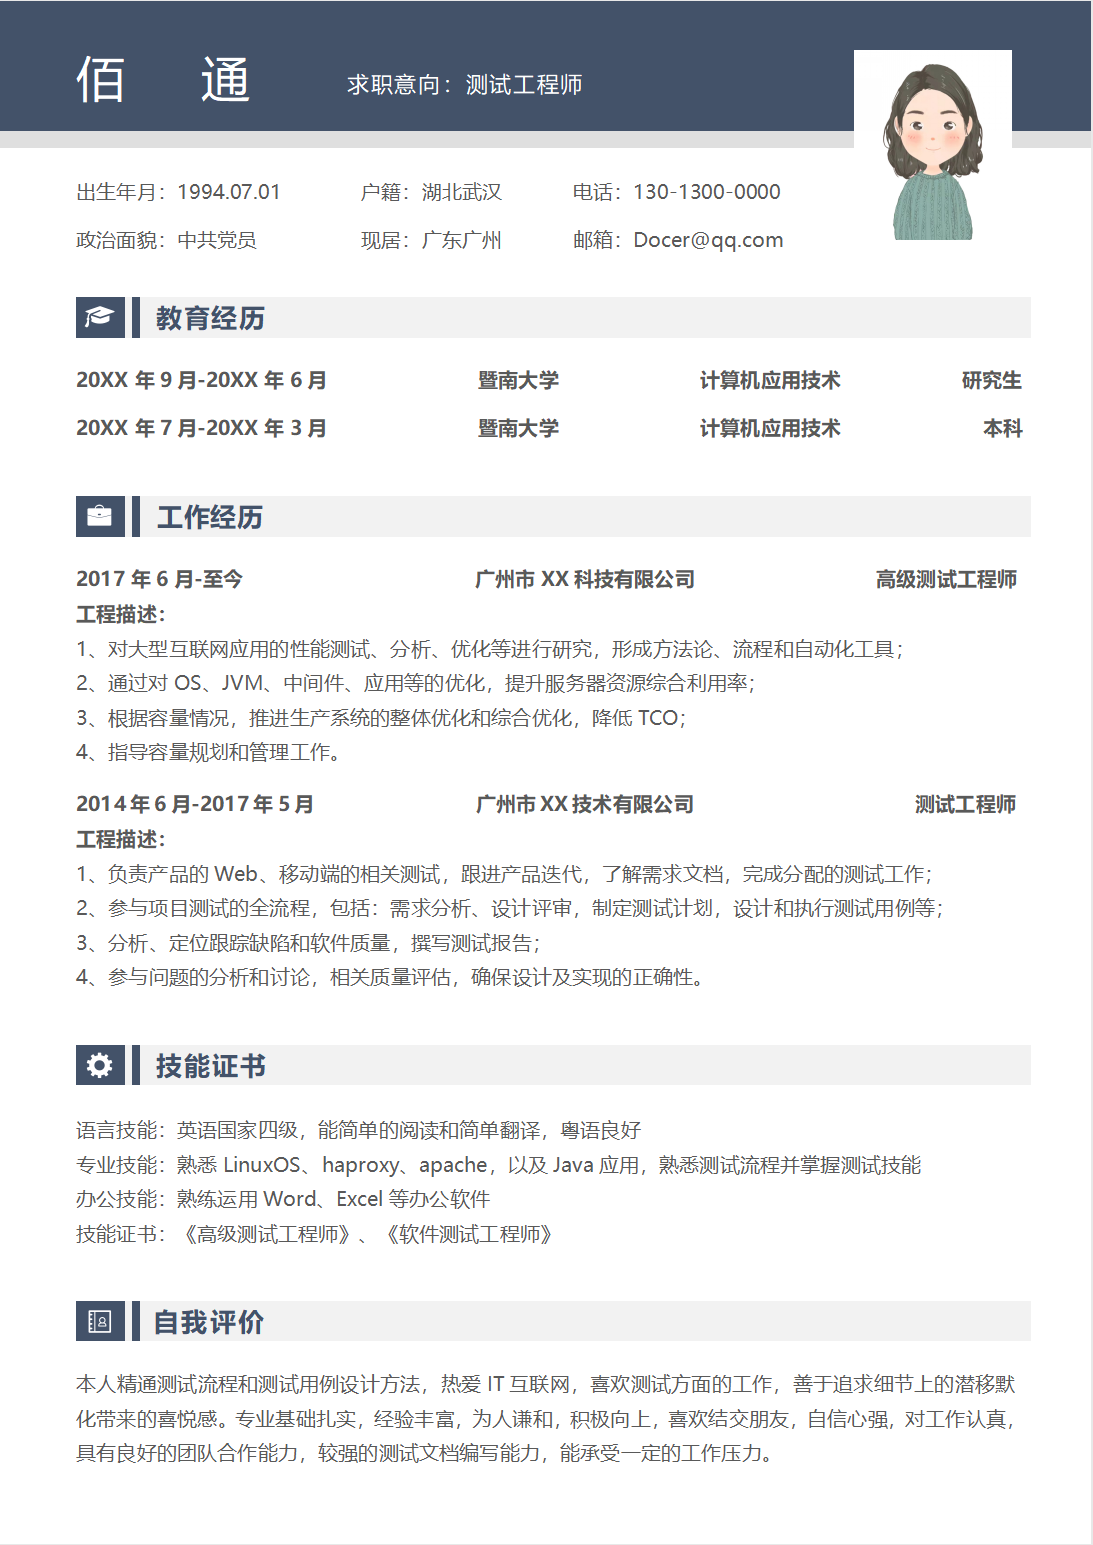 佰 通
求职意向：测试工程师
出生年月：1994.07.01 户籍：湖北武汉 电话：130-1300-0000
政治面貌：中共党员 现居：广东广州 邮箱：Docer@qq.com
教育经历
20XX 年 9 月-20XX 年 6 月 暨南大学 计算机应用技术 研究生
20XX 年 7 月-20XX 年 3 月 暨南大学 计算机应用技术 本科
工作经历
2017 年 6 月-至今 广州市 XX 科技有限公司 高级测试工程师
工程描述：
1、对大型互联网应用的性能测试、分析、优化等进行研究，形成方法论、流程和自动化工具；
2、通过对 OS、JVM、中间件、应用等的优化，提升服务器资源综合利用率；
3、根据容量情况，推进生产系统的整体优化和综合优化，降低 TCO；
4、指导容量规划和管理工作。
2014 年 6 月-2017 年 5 月 广州市 XX 技术有限公司 测试工程师
工程描述：
1、负责产品的 Web、移动端的相关测试，跟进产品迭代，了解需求文档，完成分配的测试工作；
2、参与项目测试的全流程，包括：需求分析、设计评审，制定测试计划，设计和执行测试用例等；
3、分析、定位跟踪缺陷和软件质量，撰写测试报告；
4、参与问题的分析和讨论，相关质量评估，确保设计及实现的正确性。
技能证书
语言技能：英语国家四级，能简单的阅读和简单翻译，粤语良好
专业技能：熟悉 LinuxOS、haproxy、apache，以及 Java 应用，熟悉测试流程并掌握测试技能
办公技能：熟练运用 Word、Excel 等办公软件
技能证书：《高级测试工程师》、《软件测试工程师》
自我评价
本人精通测试流程和测试用例设计方法，热爱 IT 互联网，喜欢测试方面的工作，善于追求细节上的潜移默
化带来的喜悦感。专业基础扎实，经验丰富，为人谦和，积极向上，喜欢结交朋友，自信心强，对工作认真，
具有良好的团队合作能力，较强的测试文档编写能力，能承受一定的工作压力。